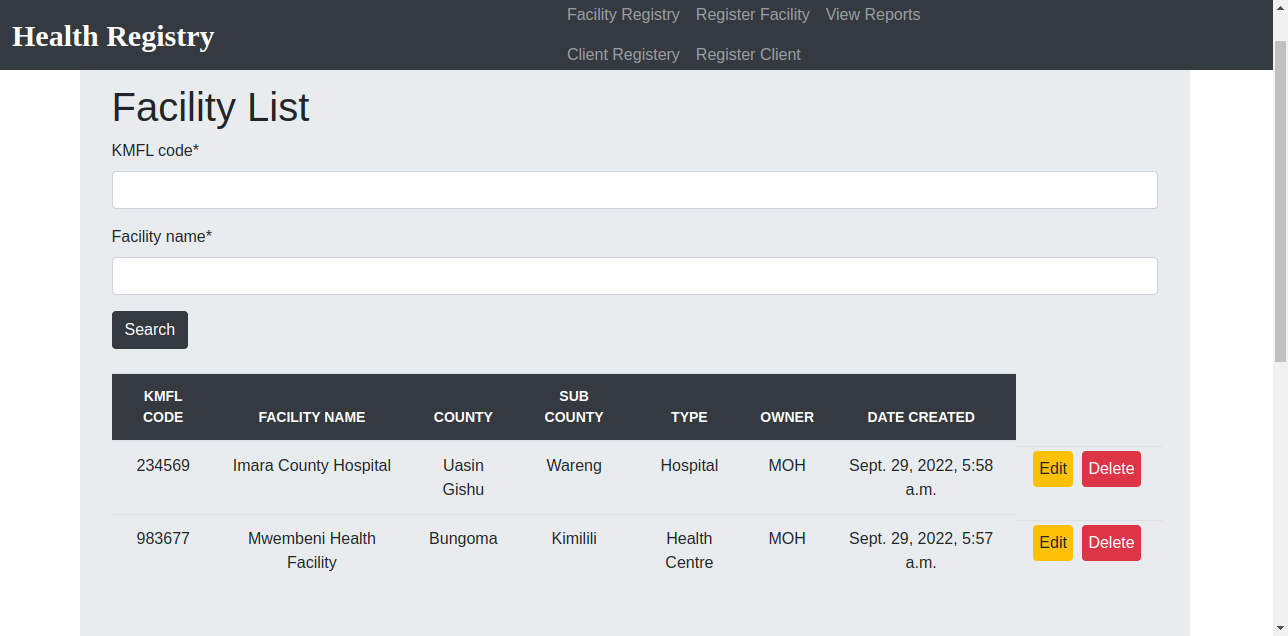 Health Registry
Facility Registry Register Facility View Reports
Client Registery Register Client
Facility List
KMFL code*
Facility name*
Search
KMFL CODE FACILITY NAME COUNTY SUB COUNTY TYPE OWNER DATE CREATED
234569 Imara County Hospital Uasin Gishu Wareng Hospital MOH Sept. 29, 2022, 5:58 a.m. Edit Delete
983677 Mwembeni Health Facility Bungoma Kimilili Health Centre MOH Sept. 29, 2022, 5:57 a.m. Edit Delete